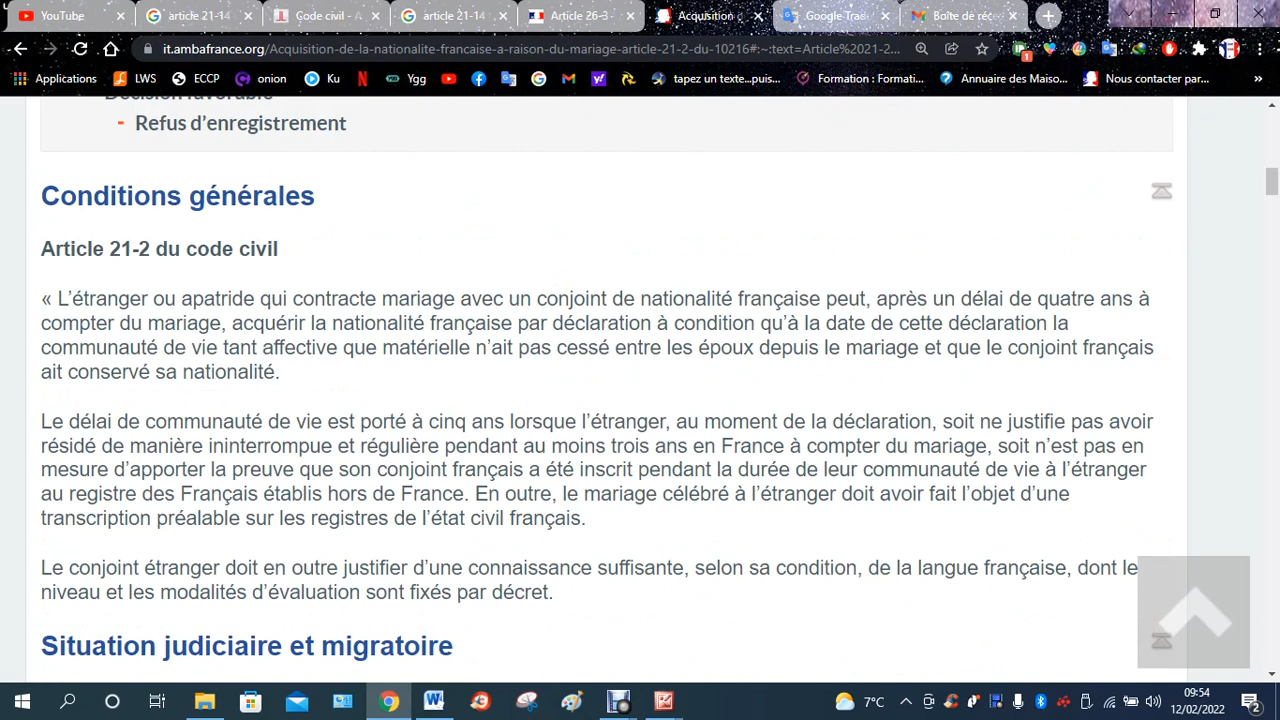 YouTube
article 21-14
Code civil - A
article 21-14
Article 26-3 -
Acquisition
Google Trad
Boîte de réce
it.ambafrance.org/Acquisition-de-la-nationalite-francaise-a-raison-du-mariage-article-21-2-du-10216#:~:text=Article%2021-2...
Applications
LWS
ECCP
onion
Ku
Ygg
tapez un texte...puis...
Formation : Formati...
Annuaire des Maiso...
Nous contacter par...
»
Décision favorable
- Refus d’enregistrement
Conditions générales
Article 21-2 du code civil
« L’étranger ou apatride qui contracte mariage avec un conjoint de nationalité française peut, après un délai de quatre ans à
compter du mariage, acquérir la nationalité française par déclaration à condition qu’à la date de cette déclaration la
communauté de vie tant affective que matérielle n’ait pas cessé entre les époux depuis le mariage et que le conjoint français
ait conservé sa nationalité.
Le délai de communauté de vie est porté à cinq ans lorsque l’étranger, au moment de la déclaration, soit ne justifie pas avoir
résidé de manière ininterrompue et régulière pendant au moins trois ans en France à compter du mariage, soit n’est pas en
mesure d’apporter la preuve que son conjoint français a été inscrit pendant la durée de leur communauté de vie à l’étranger
au registre des Français établis hors de France. En outre, le mariage célébré à l’étranger doit avoir fait l’objet d’une
transcription préalable sur les registres de l’état civil français.
Le conjoint étranger doit en outre justifier d’une connaissance suffisante, selon sa condition, de la langue française, dont le
niveau et les modalités d’évaluation sont fixés par décret.
Situation judiciaire et migratoire
7°C
09:54
12/02/2022
2